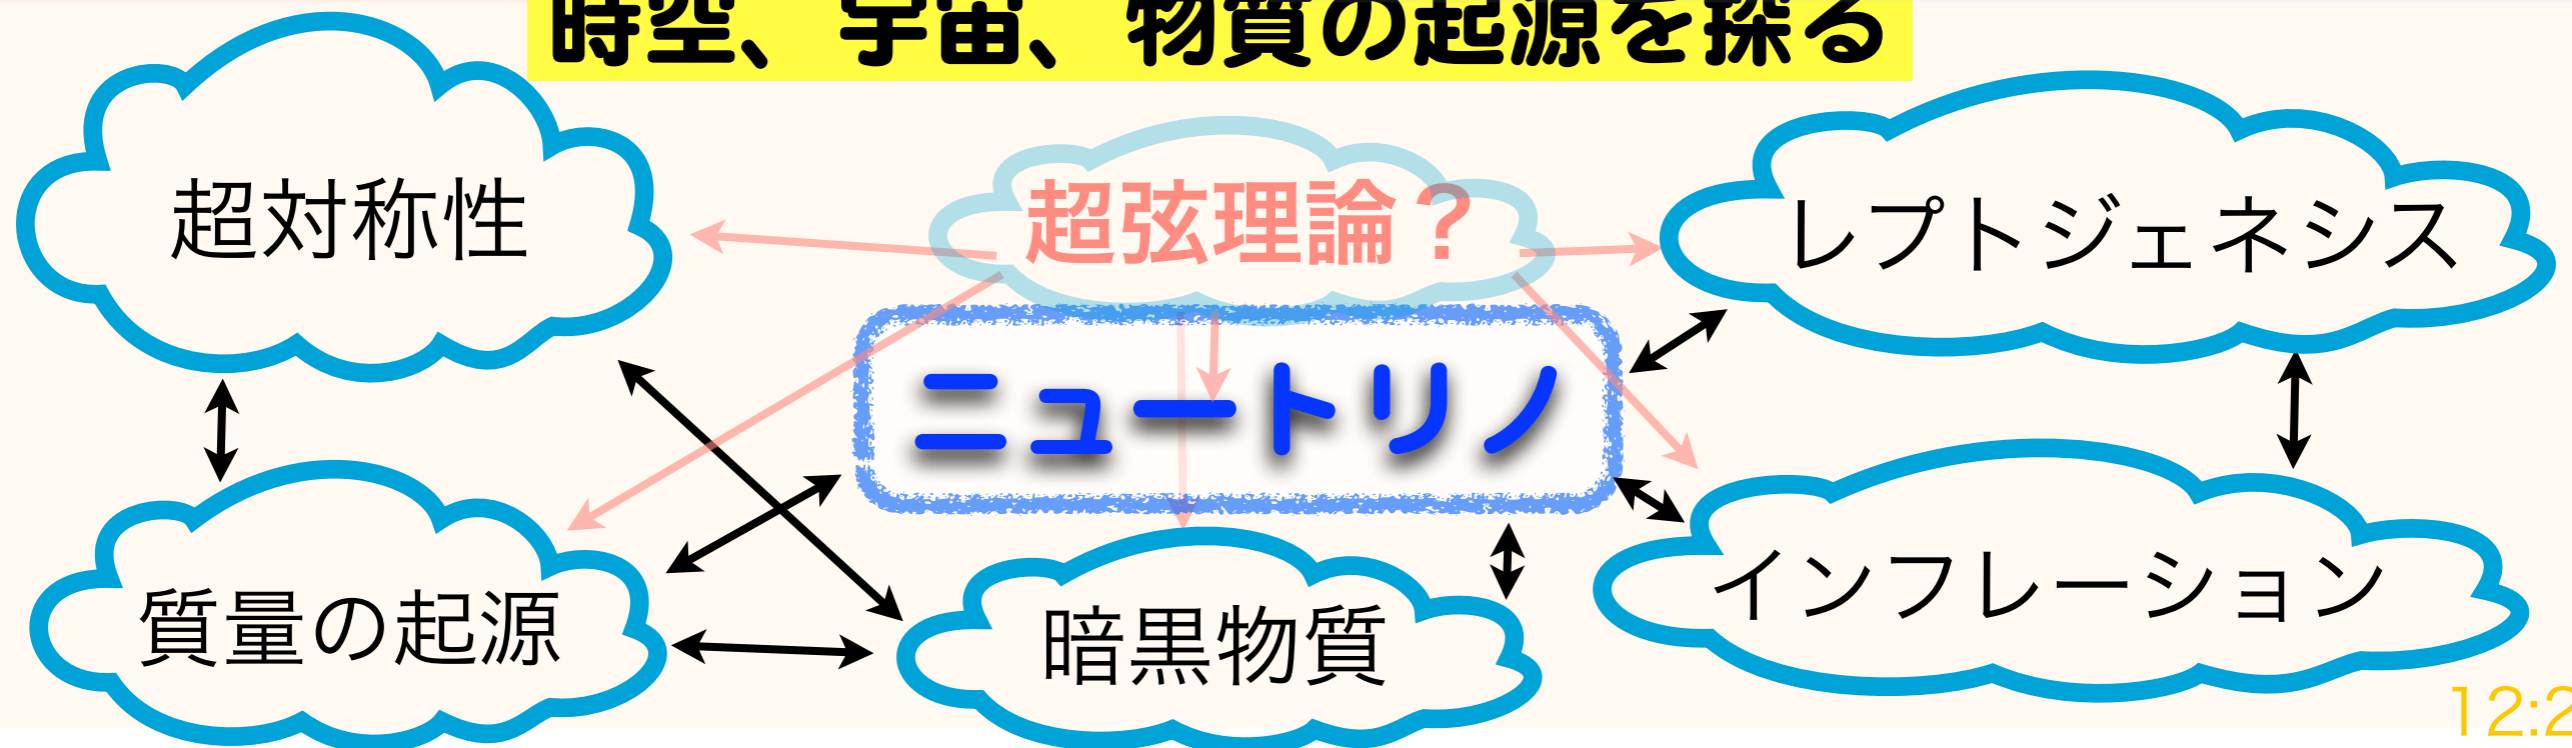 時空、宇宙、物質の起源を探る
超対称性
超弦理論？
レプトジェネシス
ニュートリノ
質量の起源
暗黒物質
インフレーション
12:2